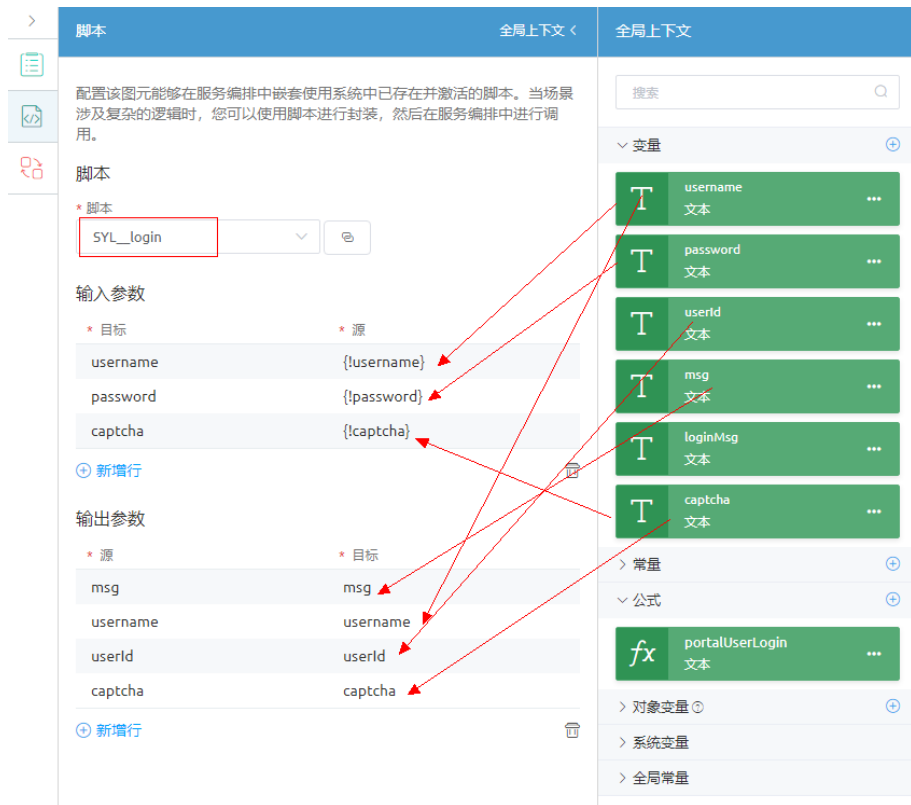 脚本
全局上下文
配置该图元能够在服务编排中嵌套使用系统中已存在并激活的脚本。当场景
涉及复杂的逻辑时，您可以使用脚本进行封装，然后在服务编排中进行调
用。
脚本
* 脚本
SYL__login
输入参数
* 目标 * 源
username {!username}
password {!password}
captcha {!captcha}
新增行
输出参数
* 源 * 目标
msg msg
username username
userId userId
captcha captcha
新增行
全局上下文
搜索
变量
T username
文本
T password
文本
T userId
文本
T msg
文本
T loginMsg
文本
T captcha
文本
常量
公式
fx portalUserLogin
文本
对象变量
系统变量
全局常量